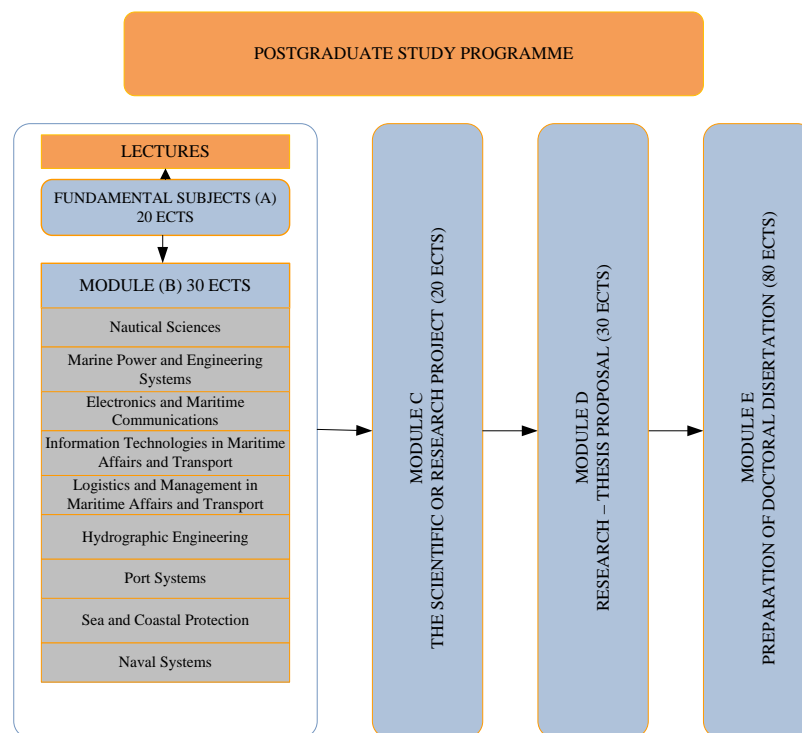 POSTGRADUATE STUDY PROGRAMME
LECTURES
FUNDAMENTAL SUBJECTS (A)
20 ECTS
MODULE (B) 30 ECTS
Nautical Sciences
Marine Power and Engineering
Systems
Electronics and Maritime
Communications
Information Technologies in Maritime
Affairs and Transport
Logistics and Management in
Maritime Affairs and Transport
Hydrographic Engineering
Port Systems
Sea and Coastal Protection
Naval Systems
MODULE C
THE SCIENTIFIC OR RESEARCH PROJECT (20 ECTS)
MODULE D
RESEARCH – THESIS PROPOSAL (30 ECTS)
MODULE E
PREPARATION OF DOCTORAL DISERTATION (80 ECTS)